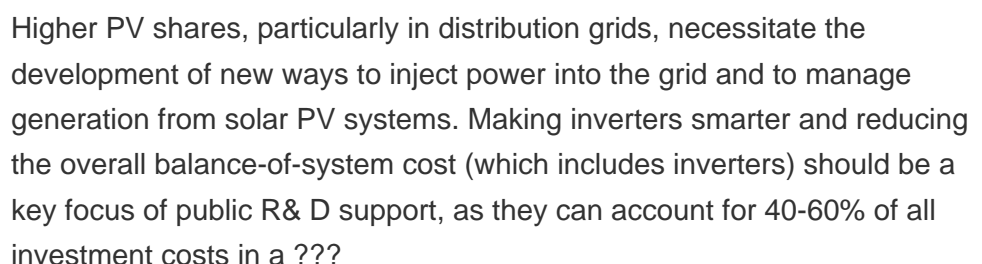 Higher PV shares, particularly in distribution grids, necessitate the
development of new ways to inject power into the grid and to manage
generation from solar PV systems. Making inverters smarter and reducing
the overall balance-of-system cost (which includes inverters) should be a
key focus of public R& D support, as they can account for 40-60% of all
investment costs in a ???